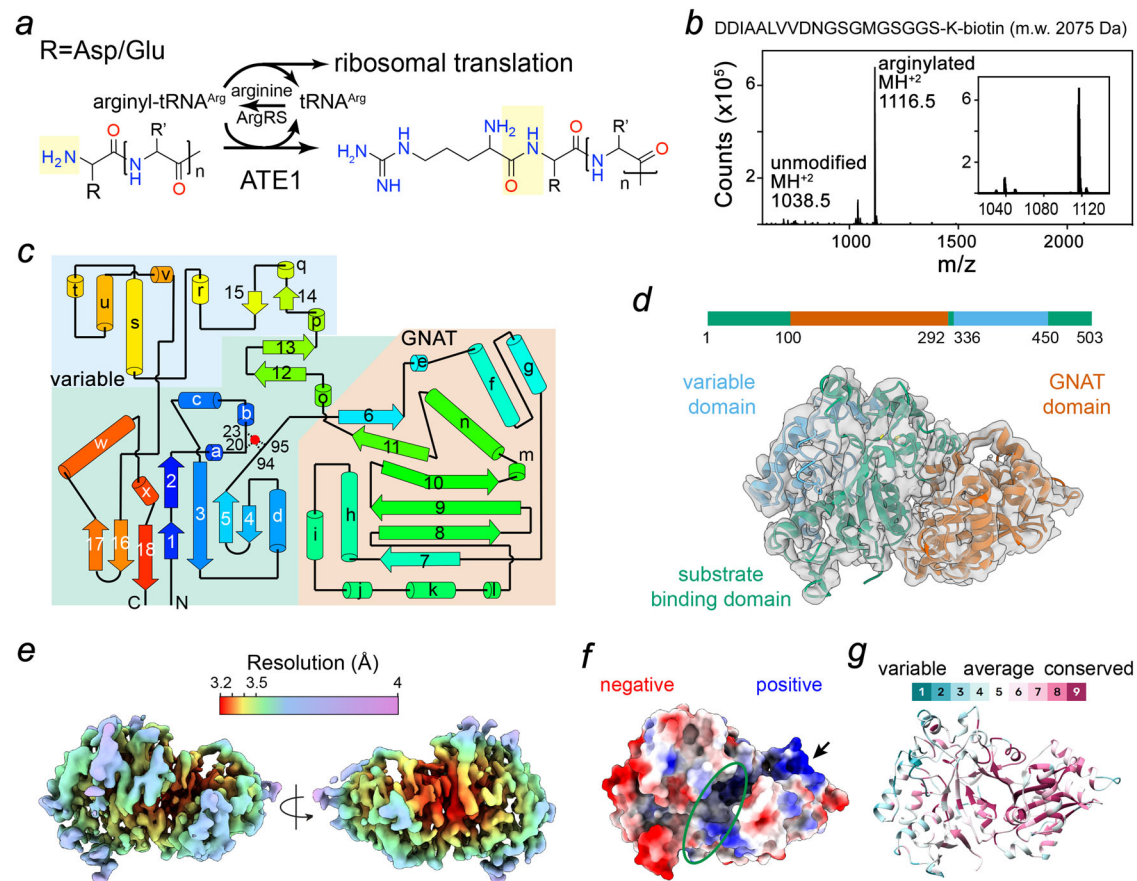 a
R=Asp/Glu
ribosomal translation
arginyl-tRNA^Arg
arginine
ArgRS
tRNA^Arg
ATE1
H2N
R
O
N
H
R'
O
n
H2N
N
H
NH
NH2
O
H
N
R
O
N
H
R'
O
n
b
DDIAALVVDNGSGMGSGGS-K-biotin (m.w. 2075 Da)
Counts (x10^5)
6
4
2
arginylated
MH+2
1116.5
unmodified
MH+2
1038.5
6
4
2
1040 1080 1120
1000 1500 2000
m/z
c
variable
GNAT
t
u
v
s
r
15
q
14
p
13
12
o
e
f
g
6
11
n
m
10
9
8
7
h
i
j
k
l
c
b
a
23
20
95
94
w
x
2
1
3
5
4
d
17
16
18
C
N
d
1 100 292 336 450 503
variable
domain
GNAT
domain
substrate
binding domain
e
Resolution (Å)
3.2 3.5 4
f
negative positive
g
variable average conserved
1 2 3 4 5 6 7 8 9